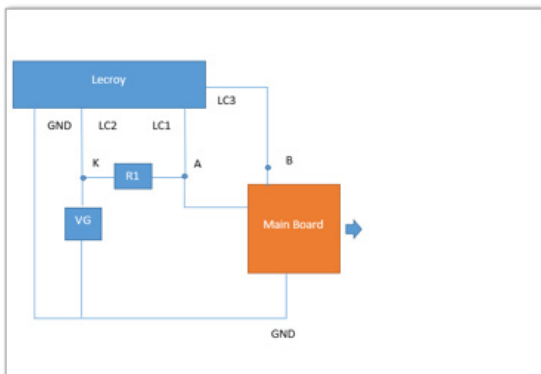 Lecroy
LC3
GND
LC2
LC1
K
R1
A
B
VG
Main Board
GND